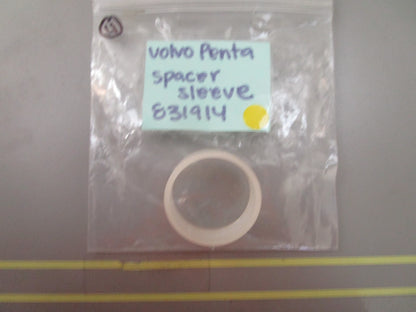 volvo Penta
spacer
sleeve
831914